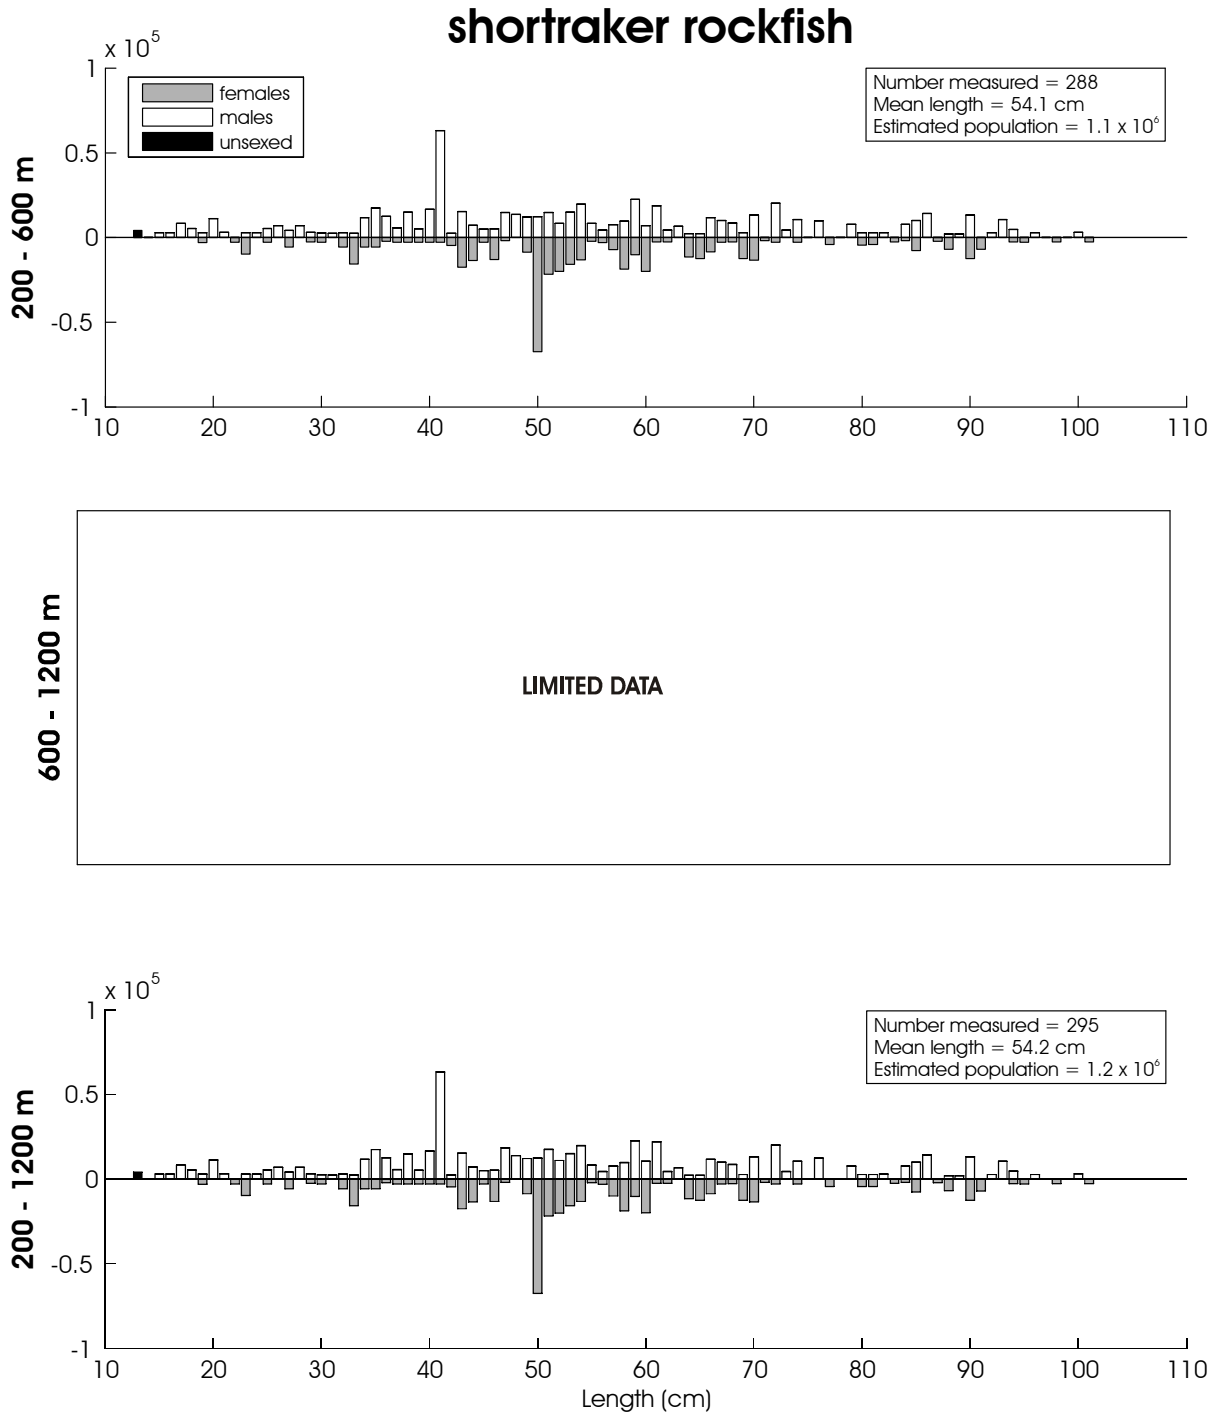 shortraker rockfish
x 10^5
1
0.5
0
-0.5
-1
200 - 600 m
females
males
unsexed
Number measured = 288
Mean length = 54.1 cm
Estimated population = 1.1 x 10^6
10 20 30 40 50 60 70 80 90 100 110
600 - 1200 m
LIMITED DATA
x 10^5
1
0.5
0
-0.5
-1
200 - 1200 m
Number measured = 295
Mean length = 54.2 cm
Estimated population = 1.2 x 10^6
10 20 30 40 50 60 70 80 90 100 110
Length (cm)